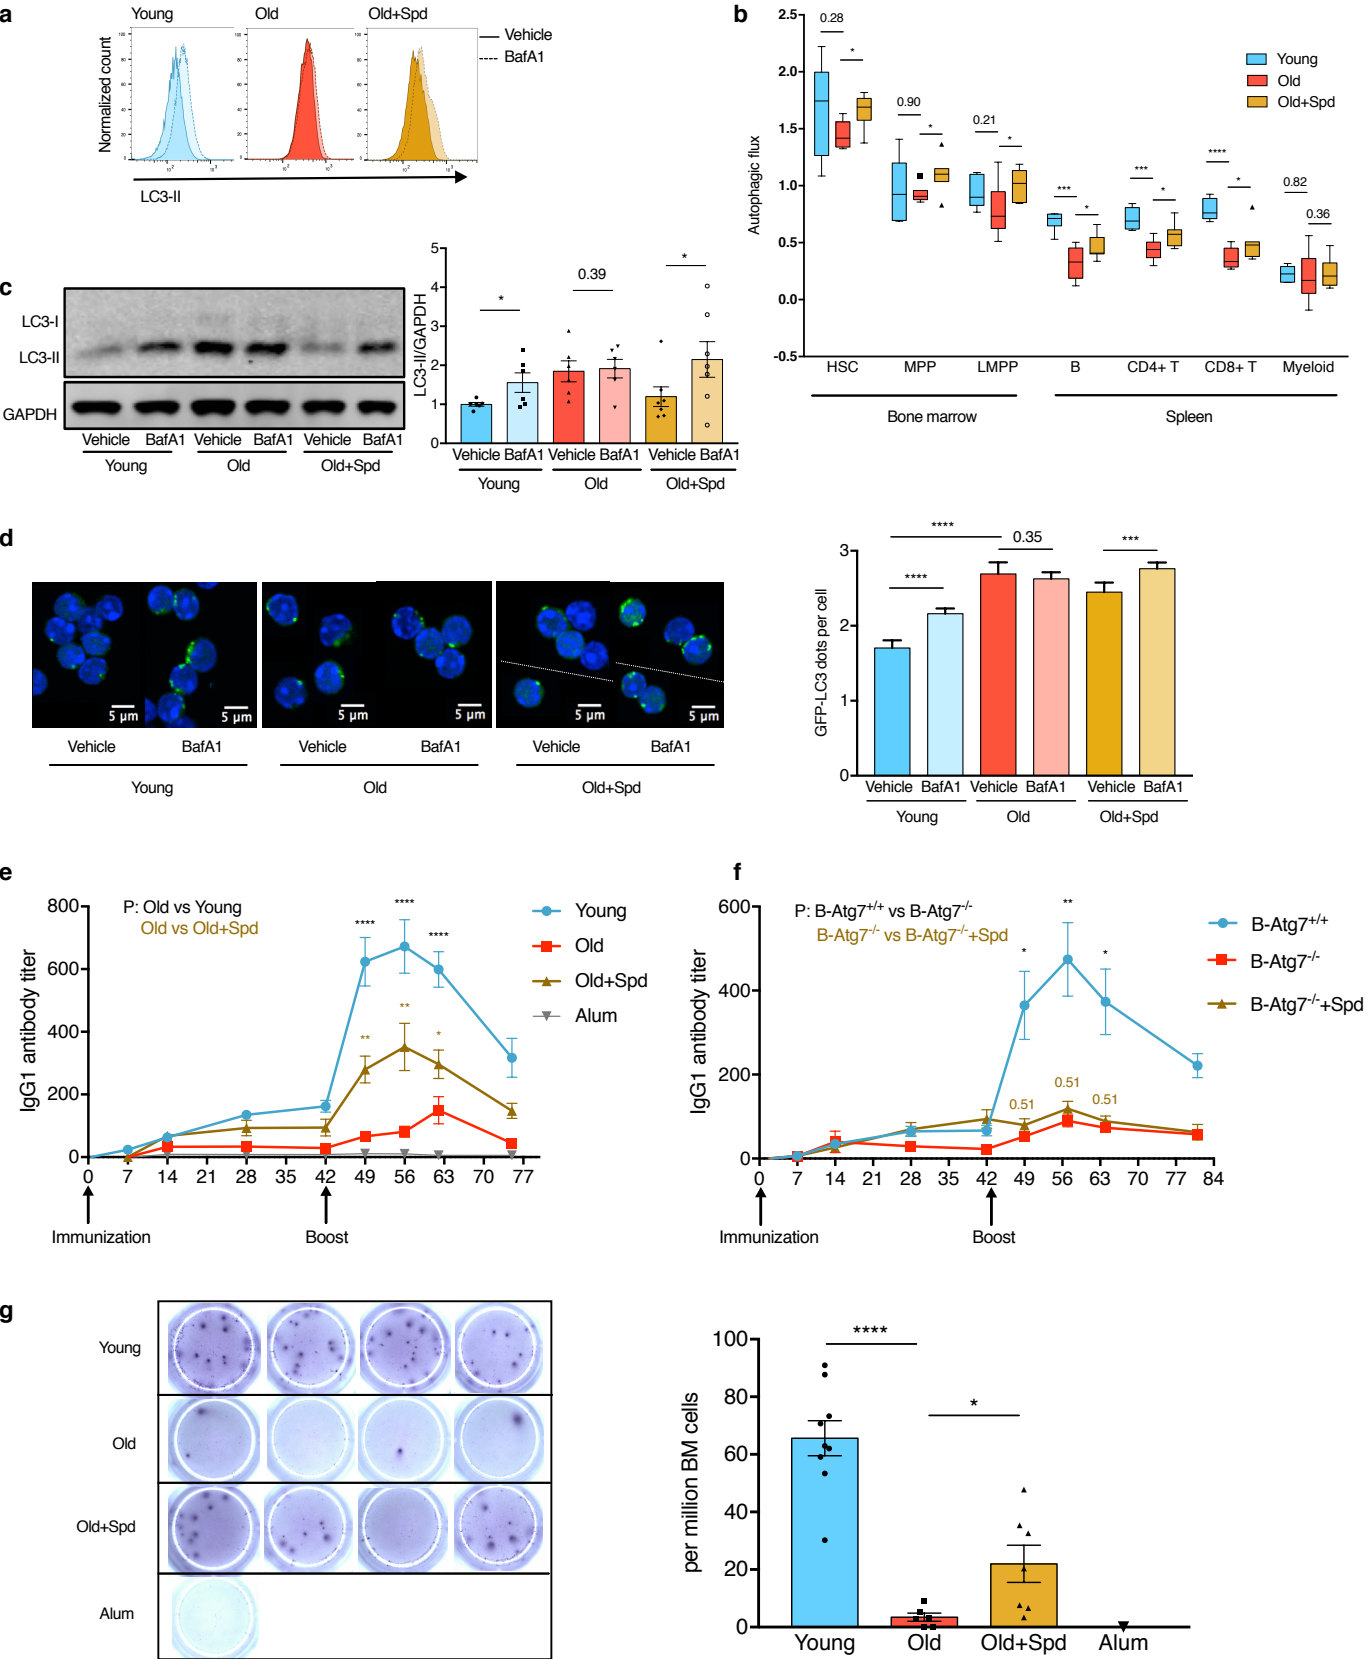 a
Young
Old
Old+Spd
Vehicle
BafA1
Normalized count
LC3-II
b
2.5
2.0
1.5
1.0
0.5
0.0
-0.5
Autophagic flux
0.28
*
0.90
*
0.21
*
***
*
***
*
****
*
0.82
0.36
Young
Old
Old+Spd
HSC
MPP
LMPP
B
CD4+ T
CD8+ T
Myeloid
Bone marrow
Spleen
c
LC3-I
LC3-II
GAPDH
Vehicle BafA1 Vehicle BafA1 Vehicle BafA1
Young
Old
Old+Spd
LC3-II/GAPDH
5
4
3
2
1
0
*
0.39
*
Vehicle BafA1 Vehicle BafA1 Vehicle BafA1
Young
Old
Old+Spd
d
5 µm
5 µm
5 µm
5 µm
5 µm
5 µm
Vehicle
BafA1
Vehicle
BafA1
Vehicle
BafA1
Young
Old
Old+Spd
GFP-LC3 dots per cell
3
2
1
0
****
****
0.35
***
Vehicle BafA1 Vehicle BafA1 Vehicle BafA1
Young
Old
Old+Spd
e
IgG1 antibody titer
800
600
400
200
0
P: Old vs Young
Old vs Old+Spd
****
****
****
**
**
*
Young
Old
Old+Spd
Alum
0 7 14 21 28 35 42 49 56 63 70 77
Immunization
Boost
f
IgG1 antibody titer
600
400
200
0
P: B-Atg7+/+ vs B-Atg7-/-
B-Atg7-/- vs B-Atg7-/-+Spd
*
**
*
0.51
0.51
0.51
B-Atg7+/+
B-Atg7-/-
B-Atg7-/-+Spd
0 7 14 21 28 35 42 49 56 63 70 77 84
Immunization
Boost
g
Young
Old
Old+Spd
Alum
per million BM cells
100
80
60
40
20
0
****
*
Young
Old
Old+Spd
Alum